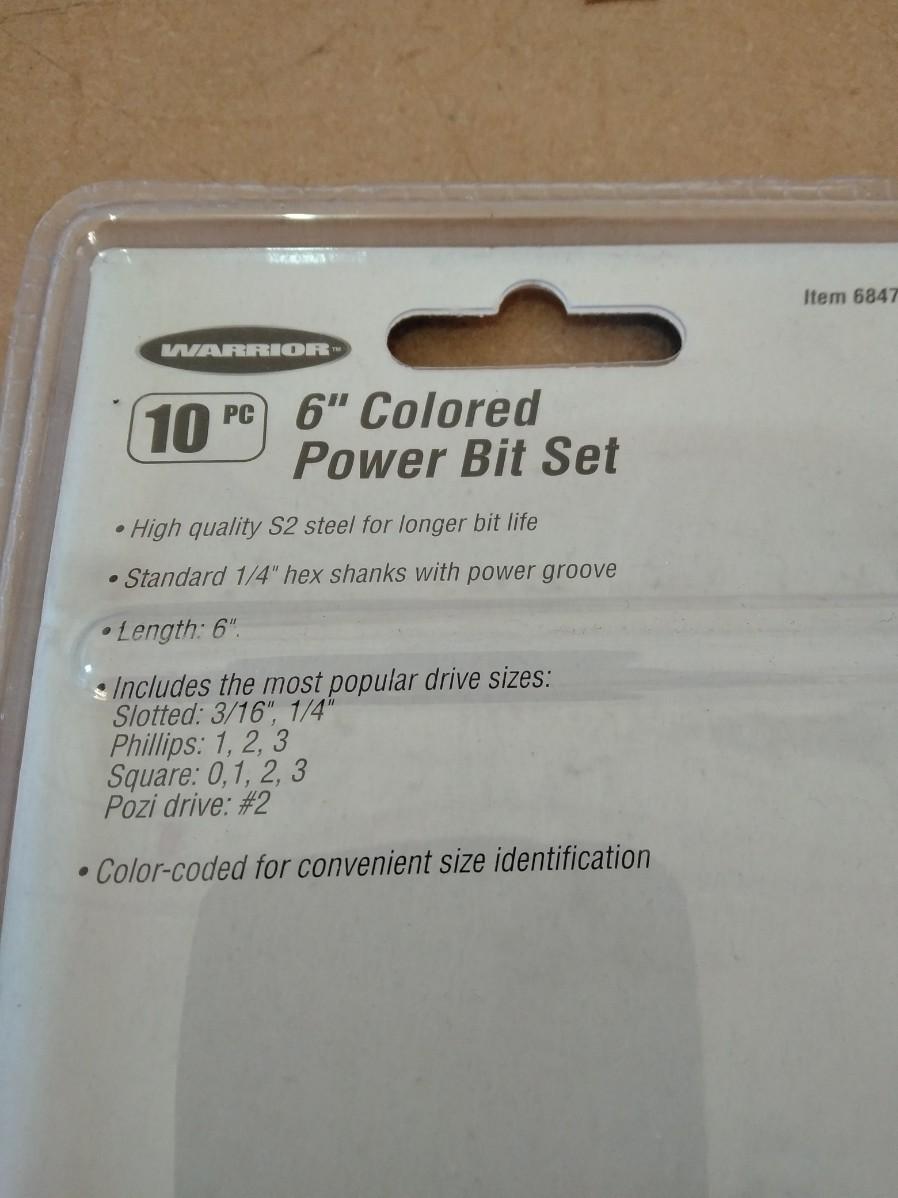 Item 6847
WARRIOR™
10 PC
6" Colored
Power Bit Set
• High quality S2 steel for longer bit life
• Standard 1/4" hex shanks with power groove
• Length: 6".
• Includes the most popular drive sizes:
Slotted: 3/16", 1/4"
Phillips: 1, 2, 3
Square: 0,1, 2, 3
Pozi drive: #2
• Color-coded for convenient size identification